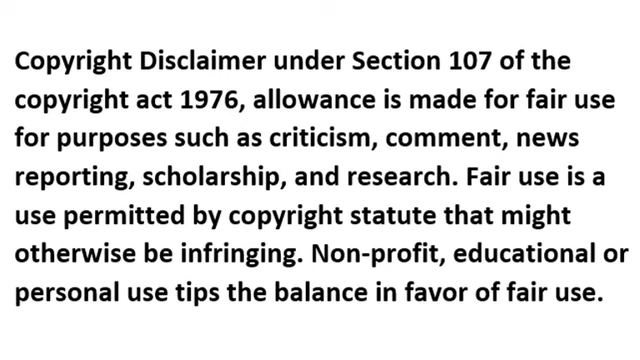 Copyright Disclaimer under Section 107 of the
copyright act 1976, allowance is made for fair use
for purposes such as criticism, comment, news
reporting, scholarship, and research. Fair use is a
use permitted by copyright statute that might
otherwise be infringing. Non-profit, educational or
personal use tips the balance in favor of fair use.